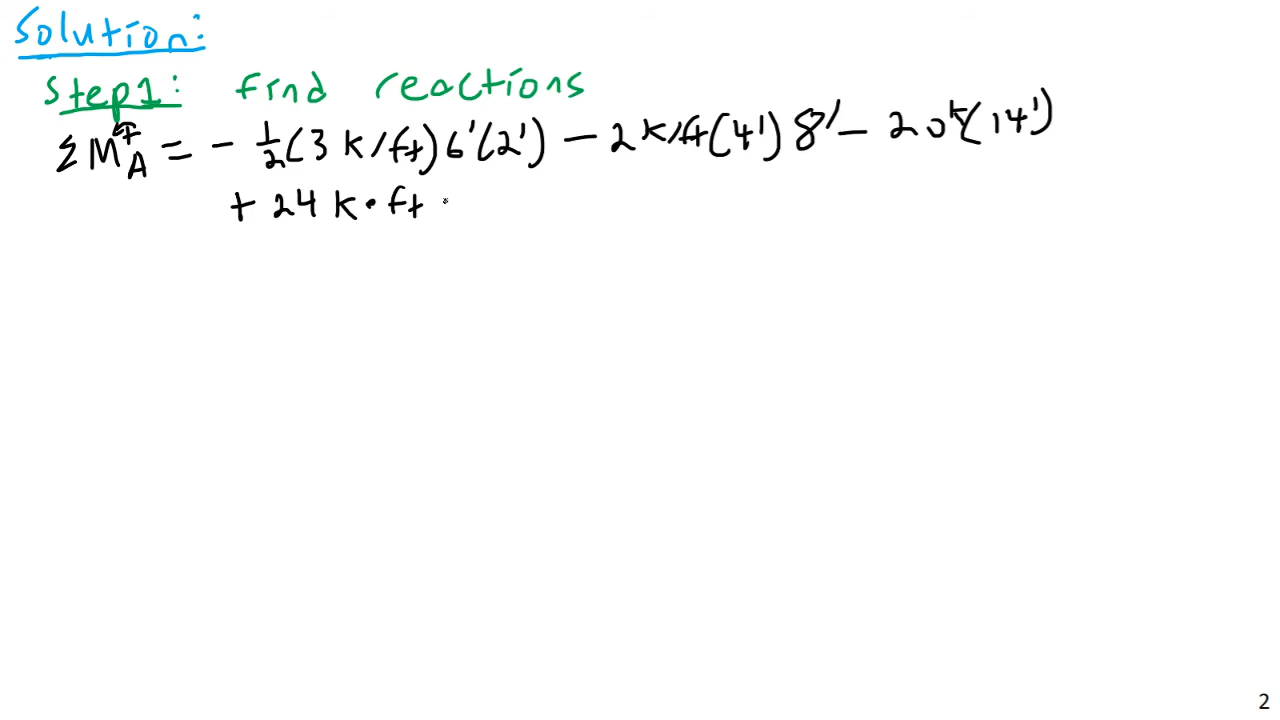 Solution:
Step1: find reactions
ΣM_A^+ = - 1/2(3 k/ft)6'(2') - 2k/ft(4')8' - 20k(14')
+ 24 k•ft
2